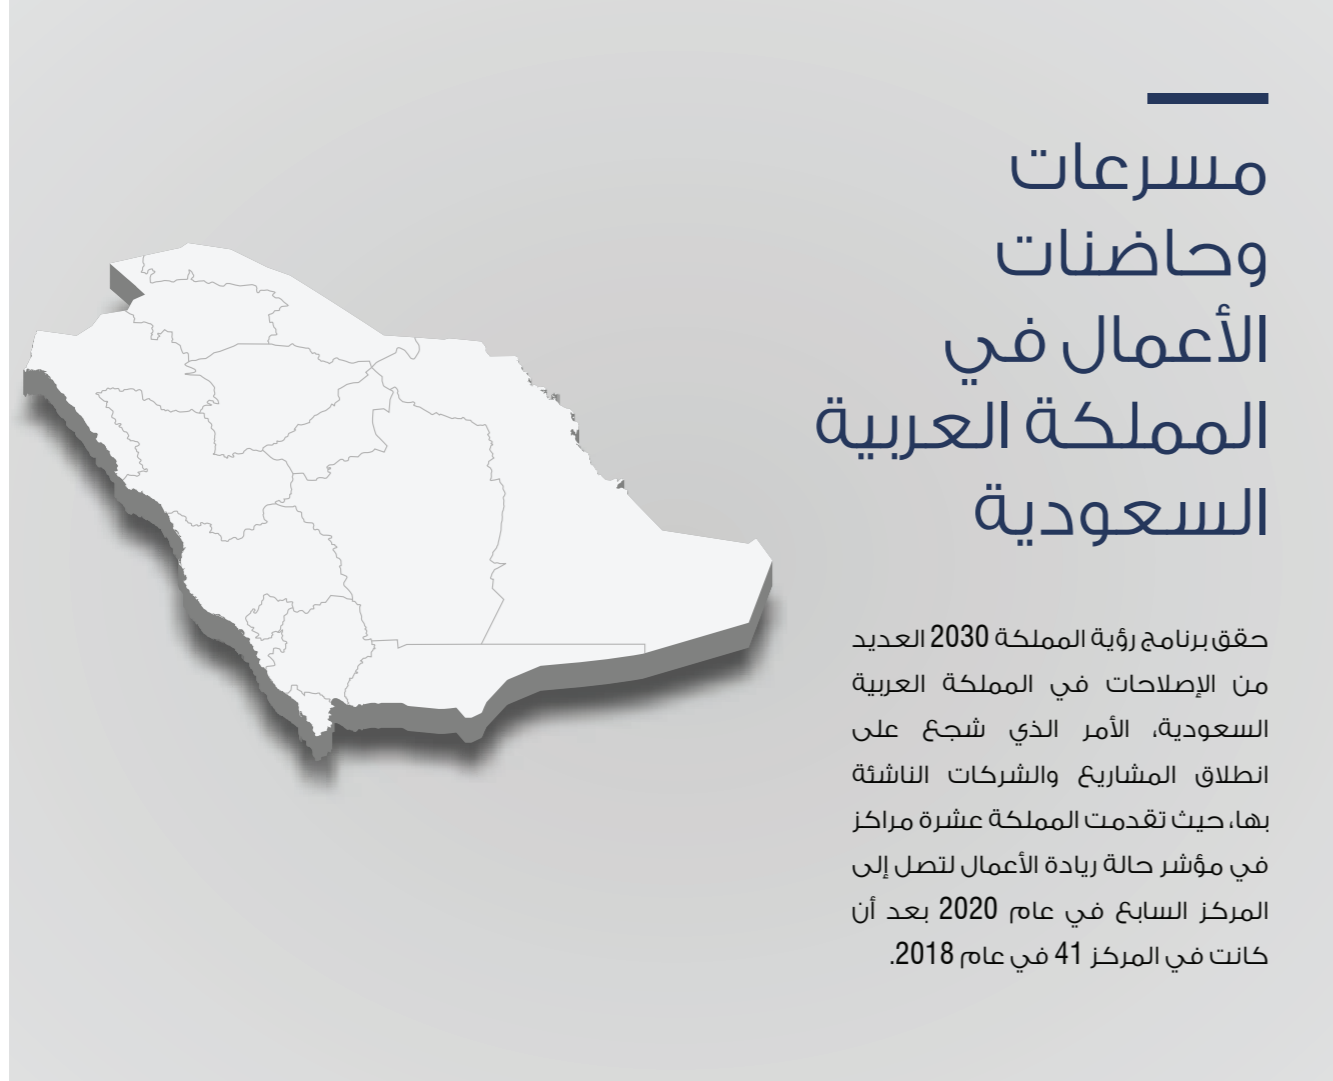 مسرعات
وحاضنات
الأعمال في
المملكة العربية
السعودية
حقق برنامج رؤية المملكة 2030 العديد
من الإصلاحات في المملكة العربية
السعودية، الأمر الذي شجع على
انطلاق المشاريع والشركات الناشئة
بها، حيث تقدمت المملكة عشرة مراكز
في مؤشر حالة ريادة الأعمال لتصل إلى
المركز السابع في عام 2020 بعد أن
كانت في المركز 41 في عام 2018.